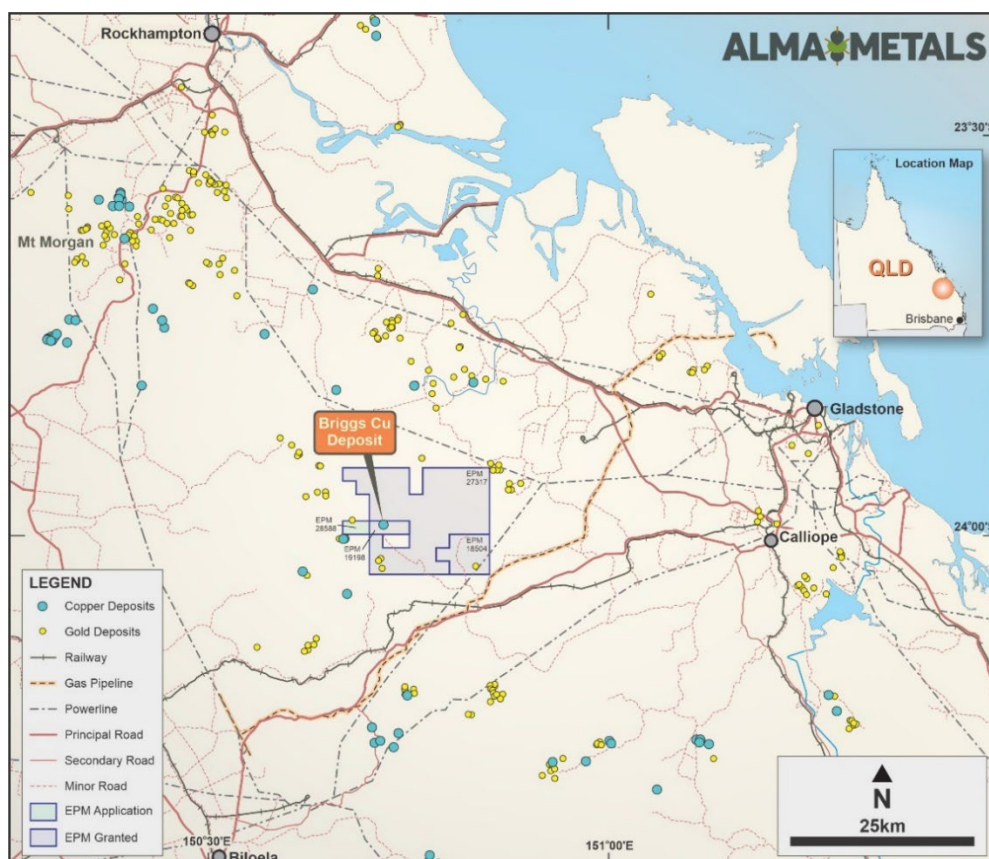 Rockhampton
ALMA METALS
23°30'
Location Map
QLD
Brisbane
Mt Morgan
Gladstone
Briggs Cu
Deposit
EPM
27317
EPM
28588
EPM
19198
EPM
18504
24°00'
Calliope
LEGEND
Copper Deposits
Gold Deposits
Railway
Gas Pipeline
Powerline
Principal Road
Secondary Road
Minor Road
EPM Application
EPM Granted
150°30'E
Biloela
151°00'E
N
25km